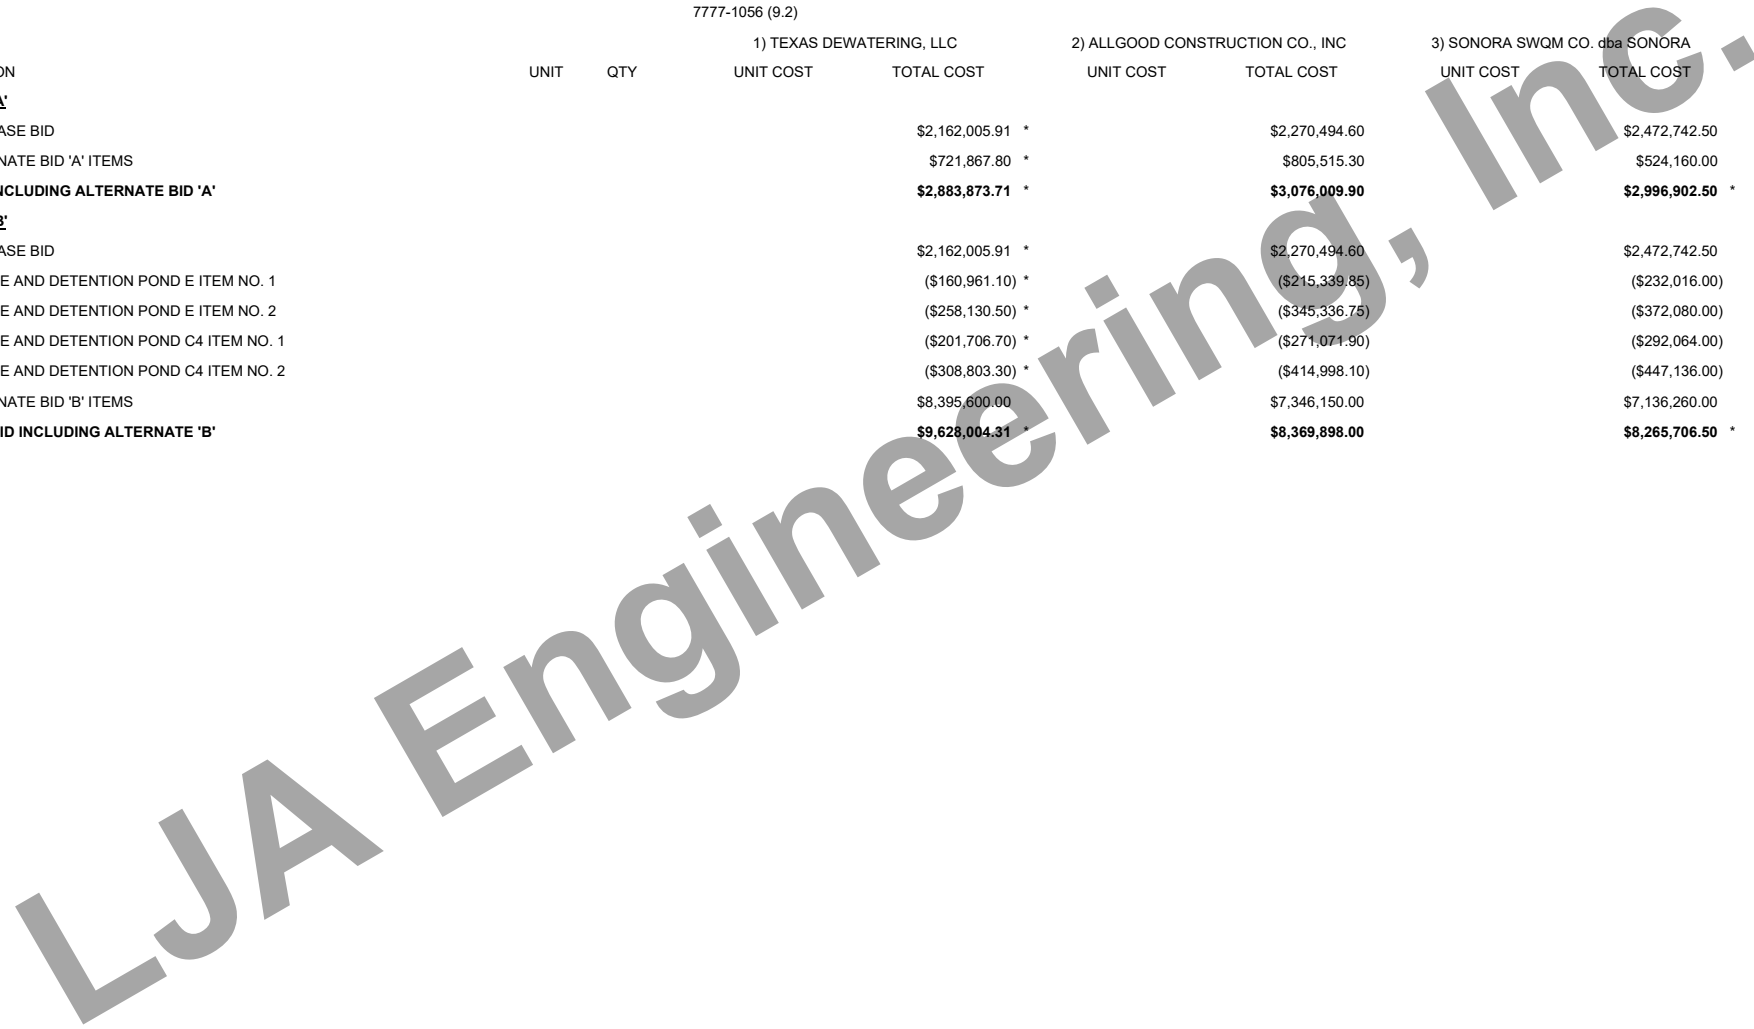 7777-1056 (9.2)
1) TEXAS DEWATERING, LLC 2) ALLGOOD CONSTRUCTION CO., INC 3) SONORA SWQM CO. dba SONORA
ON UNIT QTY UNIT COST TOTAL COST UNIT COST TOTAL COST UNIT COST TOTAL COST
A'
ASE BID $2,162,005.91 * $2,270,494.60 $2,472,742.50
NATE BID 'A' ITEMS $721,867.80 * $805,515.30 $524,160.00
NCLUDING ALTERNATE BID 'A' $2,883,873.71 * $3,076,009.90 $2,996,902.50 *
B'
ASE BID $2,162,005.91 * $2,270,494.60 $2,472,742.50
E AND DETENTION POND E ITEM NO. 1 ($160,961.10) * ($215,339.85) ($232,016.00)
E AND DETENTION POND E ITEM NO. 2 ($258,130.50) * ($345,336.75) ($372,080.00)
E AND DETENTION POND C4 ITEM NO. 1 ($201,706.70) * ($271,071.90) ($292,064.00)
E AND DETENTION POND C4 ITEM NO. 2 ($308,803.30) * ($414,998.10) ($447,136.00)
NATE BID 'B' ITEMS $8,395,600.00 $7,346,150.00 $7,136,260.00
ID INCLUDING ALTERNATE 'B' $9,628,004.31 * $8,369,898.00 $8,265,706.50 *
LJA Engineering, Inc.